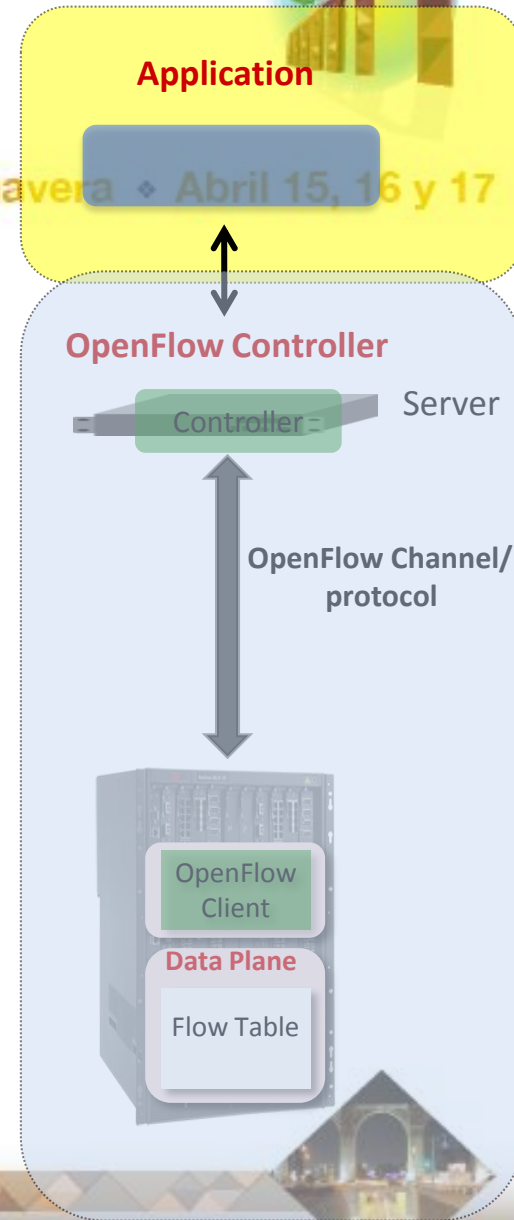 Application
avera ❖ Abril 15, 16 y 17
OpenFlow Controller
Controller
Server
OpenFlow Channel/
protocol
OpenFlow
Client
Data Plane
Flow Table